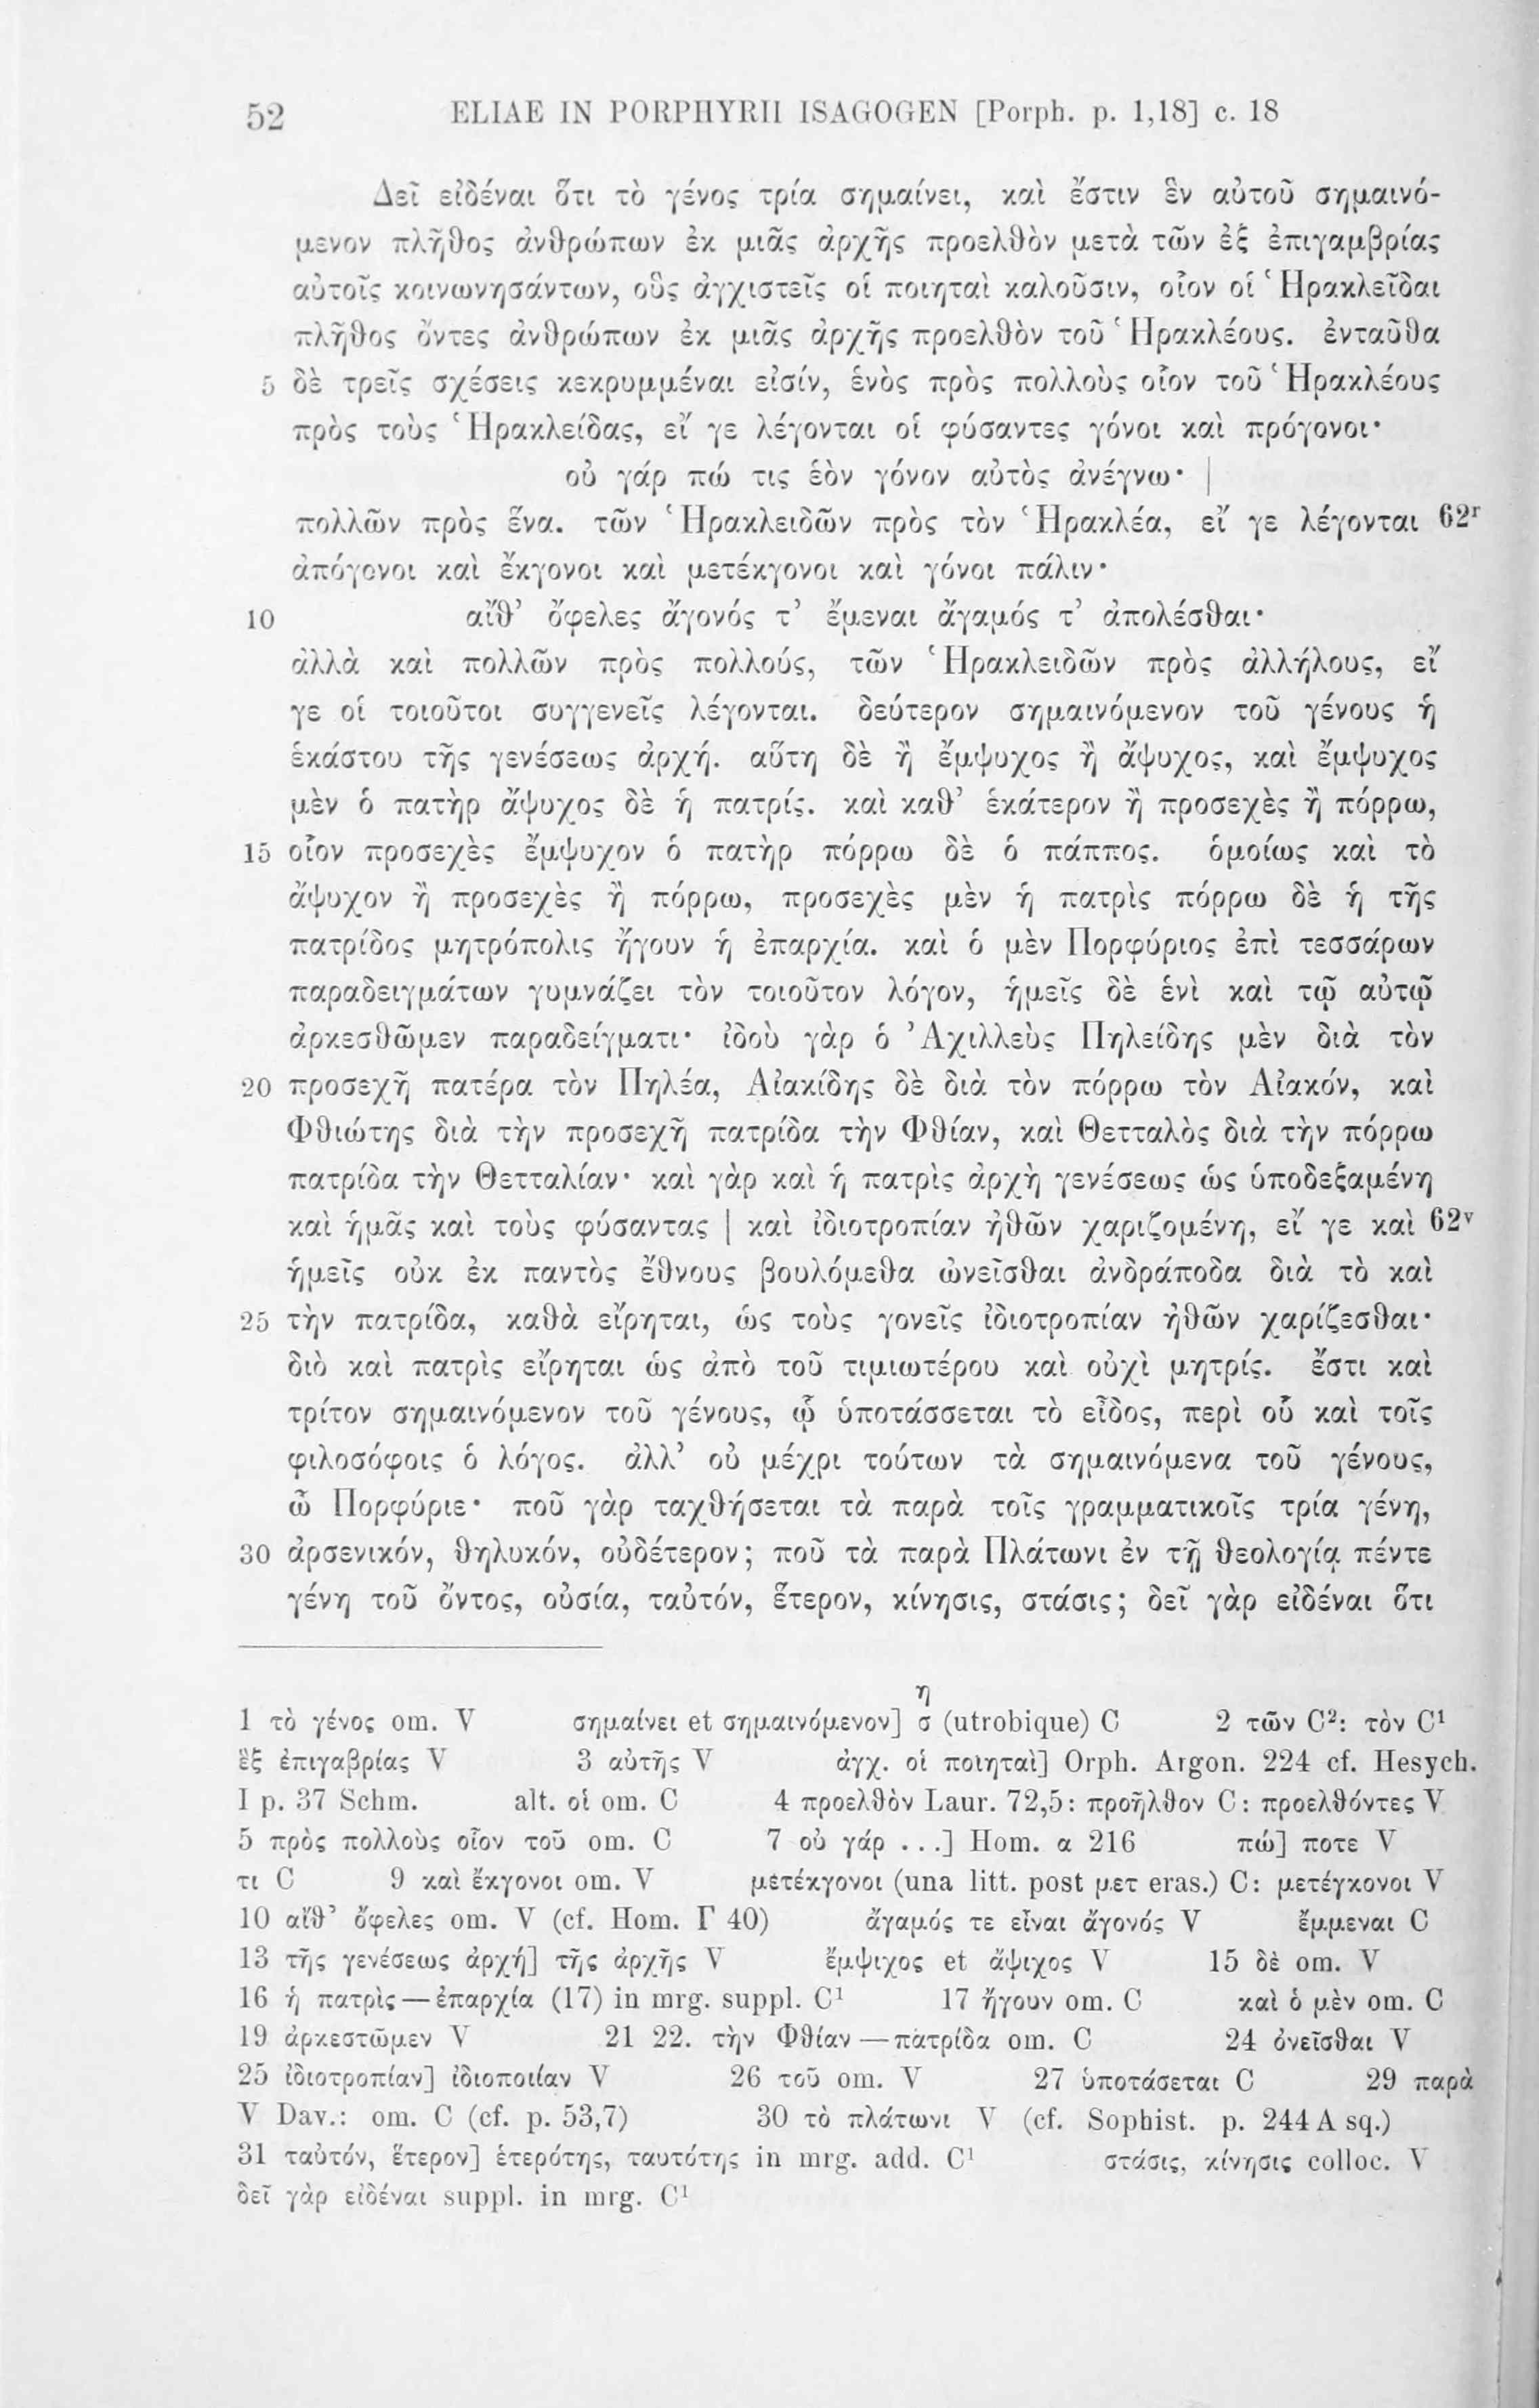 52 ELIAE IN PORPHYRII ISAGOGEN [Porph. p. 1,18] c. 18
Δεῖ εἰδέναι ὅτι τὸ γένος τρία σημαίνει, καὶ ἔστιν ἓν αὐτοῦ σημαινό-
μενον πλῆθος ἀνθρώπων ἐκ μιᾶς ἀρχῆς προελθὸν μετὰ τῶν ἐξ ἐπιγαμβρίας
αὐτοῖς κοινωνησάντων, οὓς ἀγχιστεῖς οἱ ποιηταὶ καλοῦσιν, οἷον οἱ Ἡρακλεῖδαι
πλῆθος ὄντες ἀνθρώπων ἐκ μιᾶς ἀρχῆς προελθὸν τοῦ Ἡρακλέους. ἐνταῦθα
5 δὲ τρεῖς σχέσεις κεκρυμμέναι εἰσίν, ἑνὸς πρὸς πολλοὺς οἷον τοῦ Ἡρακλέους
πρὸς τοὺς Ἡρακλείδας, εἴ γε λέγονται οἱ φύσαντες γόνοι καὶ πρόγονοι·
οὐ γάρ πώ τις ἑὸν γόνον αὐτὸς ἀνέγνω· |
πολλῶν πρὸς ἕνα. τῶν Ἡρακλειδῶν πρὸς τὸν Ἡρακλέα, εἴ γε λέγονται 62r
ἀπόγονοι καὶ ἔκγονοι καὶ μετέκγονοι καὶ γόνοι πάλιν·
10 αἴθ’ ὄφελες ἄγονός τ’ ἔμεναι ἄγαμός τ’ ἀπολέσθαι·
ἀλλὰ καὶ πολλῶν πρὸς πολλούς, τῶν Ἡρακλειδῶν πρὸς ἀλλήλους, εἴ
γε οἱ τοιοῦτοι συγγενεῖς λέγονται. δεύτερον σημαινόμενον τοῦ γένους ἡ
ἑκάστου τῆς γενέσεως ἀρχή. αὕτη δὲ ἢ ἔμψυχος ἢ ἄψυχος, καὶ ἔμψυχος
μὲν ὁ πατὴρ ἄψυχος δὲ ἡ πατρίς. καὶ καθ’ ἑκάτερον ἢ προσεχὲς ἢ πόρρω,
15 οἷον προσεχὲς ἔμψυχον ὁ πατὴρ πόρρω δὲ ὁ πάππος. ὁμοίως καὶ τὸ
ἄψυχον ἢ προσεχὲς ἢ πόρρω, προσεχὲς μὲν ἡ πατρὶς πόρρω δὲ ἡ τῆς
πατρίδος μητρόπολις ἤγουν ἡ ἐπαρχία. καὶ ὁ μὲν Πορφύριος ἐπὶ τεσσάρων
παραδειγμάτων γυμνάζει τὸν τοιοῦτον λόγον, ἡμεῖς δὲ ἑνὶ καὶ τῷ αὐτῷ
ἀρκεσθῶμεν παραδείγματι· ἰδοὺ γὰρ ὁ Ἀχιλλεὺς Πηλείδης μὲν διὰ τὸν
20 προσεχῆ πατέρα τὸν Πηλέα, Αἰακίδης δὲ διὰ τὸν πόρρω τὸν Αἰακόν, καὶ
Φθιώτης διὰ τὴν προσεχῆ πατρίδα τὴν Φθίαν, καὶ Θετταλὸς διὰ τὴν πόρρω
πατρίδα τὴν Θετταλίαν· καὶ γὰρ καὶ ἡ πατρὶς ἀρχὴ γενέσεως ὡς ὑποδεξαμένη
καὶ ἡμᾶς καὶ τοὺς φύσαντας | καὶ ἰδιοτροπίαν ἠθῶν χαριζομένη, εἴ γε καὶ 62v
ἡμεῖς οὐκ ἐκ παντὸς ἔθνους βουλόμεθα ὠνεῖσθαι ἀνδράποδα διὰ τὸ καὶ
25 τὴν πατρίδα, καθὰ εἴρηται, ὡς τοὺς γονεῖς ἰδιοτροπίαν ἠθῶν χαρίζεσθαι·
διὸ καὶ πατρὶς εἴρηται ὡς ἀπὸ τοῦ τιμιωτέρου καὶ οὐχὶ μητρίς. ἔστι καὶ
τρίτον σημαινόμενον τοῦ γένους, ᾧ ὑποτάσσεται τὸ εἶδος, περὶ οὗ καὶ τοῖς
φιλοσόφοις ὁ λόγος. ἀλλ’ οὐ μέχρι τούτων τὰ σημαινόμενα τοῦ γένους,
ὦ Πορφύριε· ποῦ γὰρ ταχθήσεται τὰ παρὰ τοῖς γραμματικοῖς τρία γένη,
30 ἀρσενικόν, θηλυκόν, οὐδέτερον; ποῦ τὰ παρὰ Πλάτωνι ἐν τῇ θεολογίᾳ πέντε
γένη τοῦ ὄντος, οὐσία, ταὐτόν, ἕτερον, κίνησις, στάσις; δεῖ γὰρ εἰδέναι ὅτι
1 τὸ γένος om. V σημαίνει et σημαινόμενον] ση (utrobique) C 2 τῶν C²: τὸν C¹
ἓξ ἐπιγαβρίας V 3 αὐτῆς V ἀγχ. οἱ ποιηταὶ] Orph. Argon. 224 cf. Hesych.
I p. 37 Schm. alt. οἱ om. C 4 προελθὸν Laur. 72,5: προῆλθον C: προελθόντες V
5 πρὸς πολλοὺς οἷον τοῦ om. C 7 οὐ γάρ ...] Hom. α 216 πώ] ποτε V
τι C 9 καὶ ἔκγονοι om. V μετέκγονοι (una litt. post μετ eras.) C: μετέγκονοι V
10 αἴθ’ ὄφελες om. V (cf. Hom. Γ 40) ἄγαμός τε εἶναι ἄγονός V ἔμμεναι C
13 τῆς γενέσεως ἀρχή] τῆς ἀρχῆς V ἔμψιχος et ἄψιχος V 15 δὲ om. V
16 ἡ πατρὶς — ἐπαρχία (17) in mrg. suppl. C¹ 17 ἤγουν om. C καὶ ὁ μὲν om. C
19 ἀρκεστῶμεν V 21 22. τὴν Φθίαν — πατρίδα om. C 24 ὀνεῖσθαι V
25 ἰδιοτροπίαν] ἰδιοποιίαν V 26 τοῦ om. V 27 ὑποτάσεται C 29 παρὰ
V Dav.: om. C (cf. p. 53,7) 30 τὸ πλάτωνι V (cf. Sophist. p. 244 A sq.)
31 ταὐτόν, ἕτερον] ἑτερότης, ταυτότης in mrg. add. C¹ στάσις, κίνησις colloc. V
δεῖ γὰρ εἰδέναι suppl. in mrg. C¹